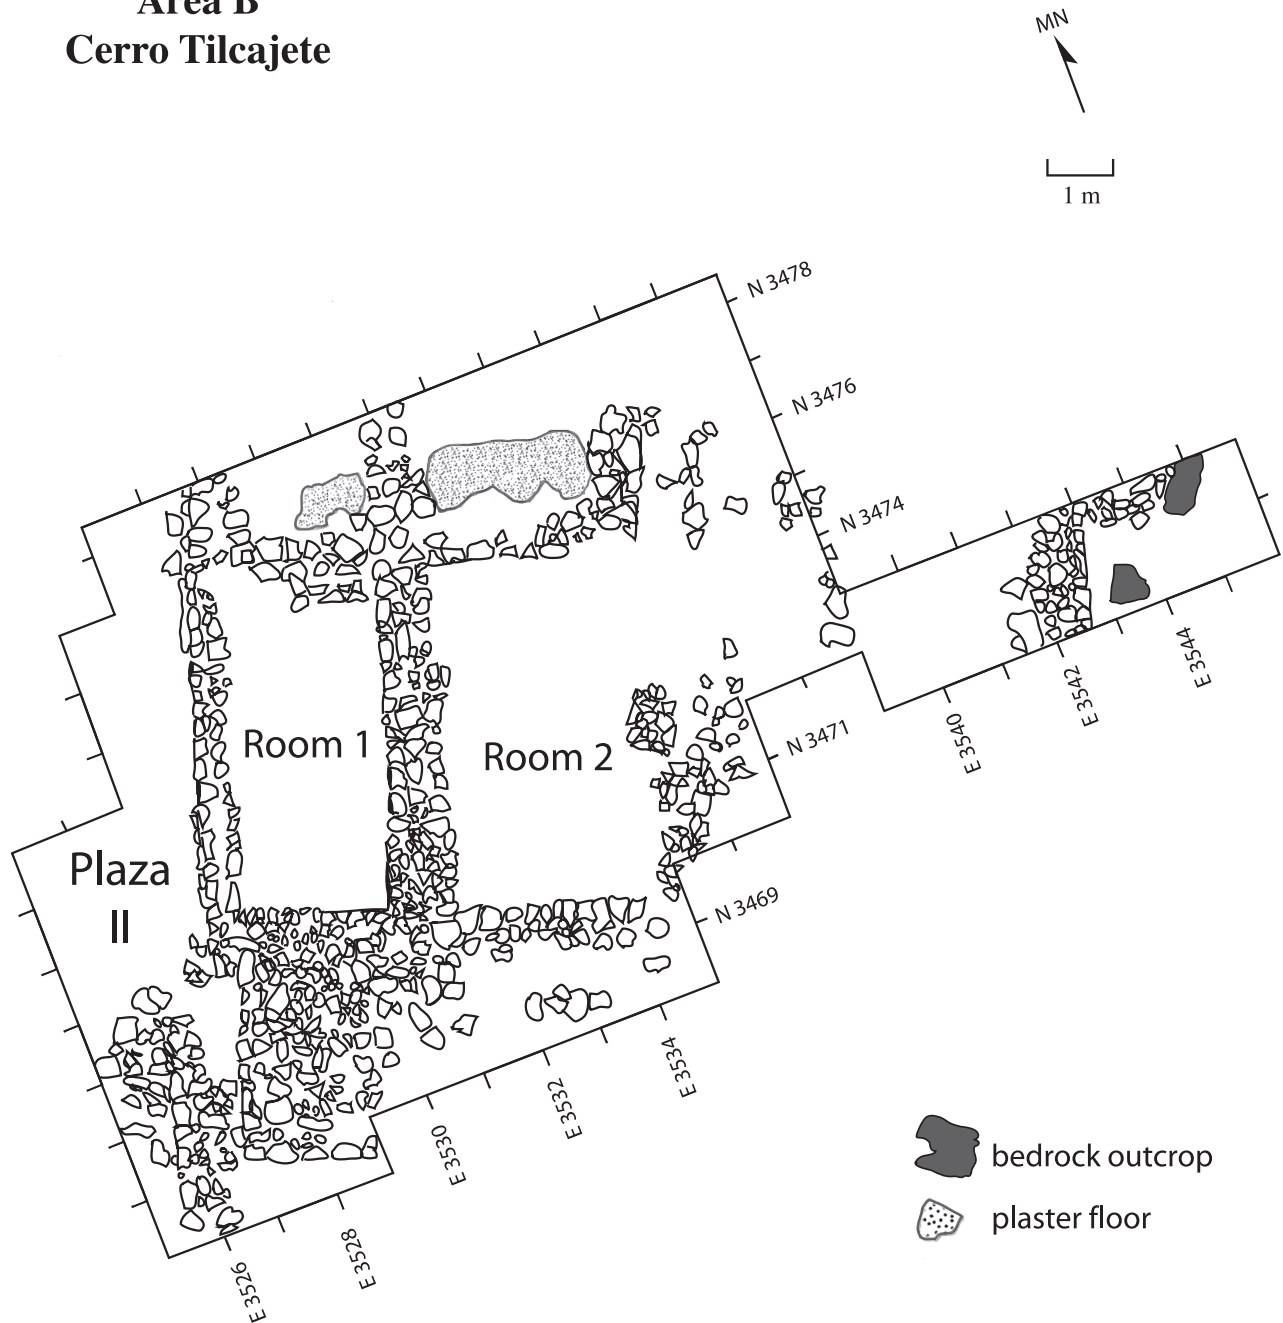 Area B
Cerro Tilcajete
MN
1 m
N 3478
N 3476
N 3474
N 3471
N 3469
E 3544
E 3542
E 3540
E 3534
E 3532
E 3530
E 3528
E 3526
Room 1
Room 2
Plaza
II
bedrock outcrop
plaster floor